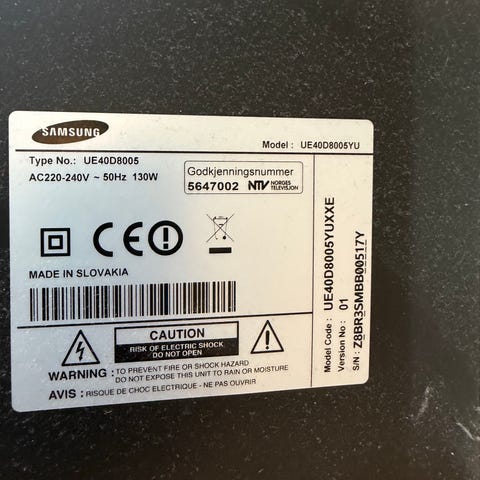 SAMSUNG
Model : UE40D8005YU
Type No.: UE40D8005
AC220-240V ~ 50Hz 130W
Godkjenningsnummer
5647002 NTV NORGES TELEVISJON
CE
MADE IN SLOVAKIA
CAUTION
RISK OF ELECTRIC SHOCK
DO NOT OPEN
WARNING : TO PREVENT FIRE OR SHOCK HAZARD
DO NOT EXPOSE THIS UNIT TO RAIN OR MOISTURE
AVIS : RISQUE DE CHOC ELECTRIQUE - NE PAS OUVRIR
Model Code : UE40D8005YUXXE
Version No : 01
S/N : Z8BR3SMBB00517Y